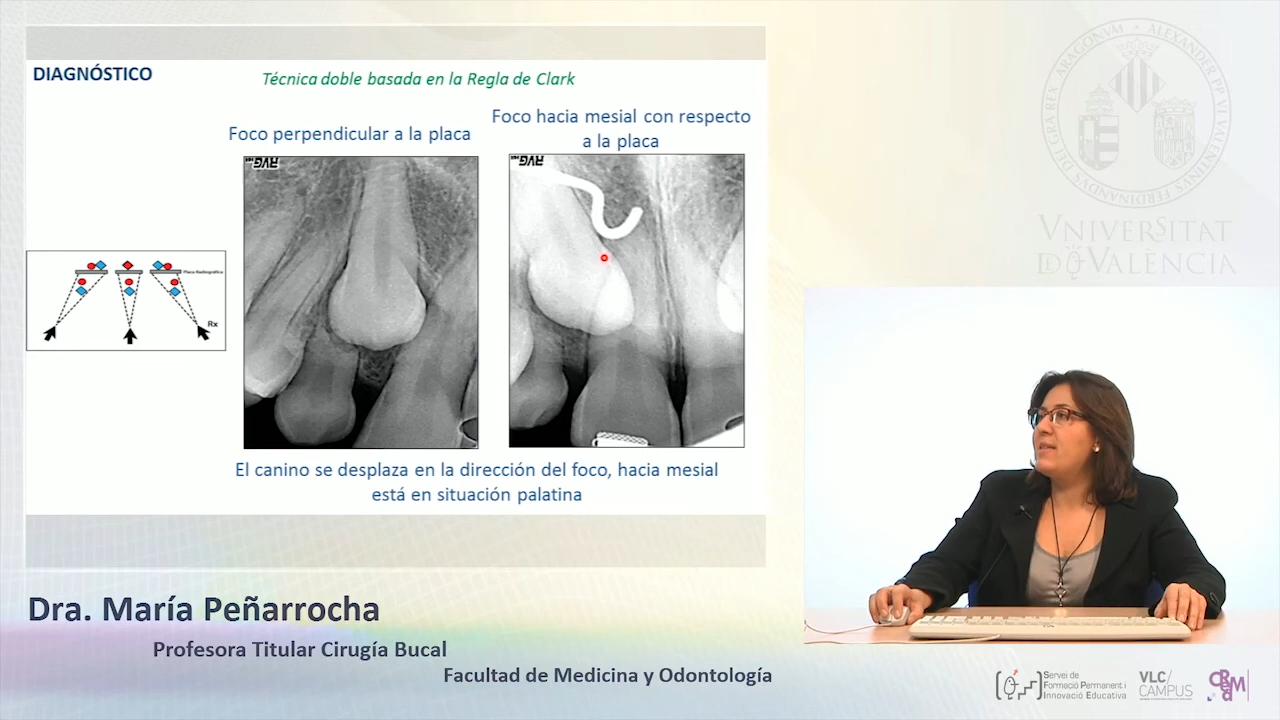 DIAGNÓSTICO
Técnica doble basada en la Regla de Clark
Foco perpendicular a la placa
Foco hacia mesial con respecto
a la placa
RVG
RVG
Placa Radiográfica
Rx
El canino se desplaza en la dirección del foco, hacia mesial
está en situación palatina
Dra. María Peñarrocha
Profesora Titular Cirugía Bucal
Facultad de Medicina y Odontología
VNIVERSITAT
DE VALÈNCIA
Servei de
Formació Permanent i
Innovació Educativa
VLC/
CAMPUS